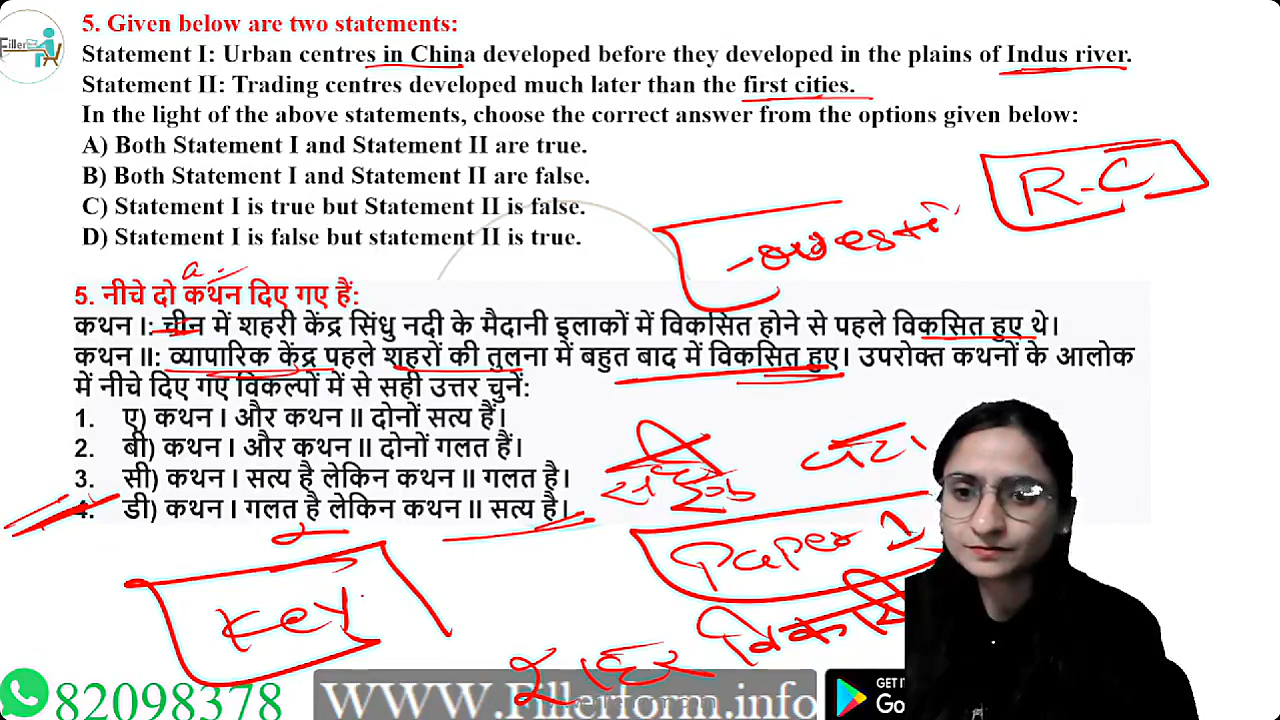 5. Given below are two statements:
Statement I: Urban centres in China developed before they developed in the plains of Indus river.
Statement II: Trading centres developed much later than the first cities.
In the light of the above statements, choose the correct answer from the options given below:
A) Both Statement I and Statement II are true.
B) Both Statement I and Statement II are false.
C) Statement I is true but Statement II is false.
D) Statement I is false but statement II is true.
R-C
5. नीचे दो कथन दिए गए हैं:
कथन I: चीन में शहरी केंद्र सिंधु नदी के मैदानी इलाकों में विकसित होने से पहले विकसित हुए थे।
कथन II: व्यापारिक केंद्र पहले शहरों की तुलना में बहुत बाद में विकसित हुए। उपरोक्त कथनों के आलोक
में नीचे दिए गए विकल्पों में से सही उत्तर चुनें:
1. ए) कथन I और कथन II दोनों सत्य हैं।
2. बी) कथन I और कथन II दोनों गलत हैं।
3. सी) कथन I सत्य है लेकिन कथन II गलत है।
4. डी) कथन I गलत है लेकिन कथन II सत्य है।
Paper 1
Key
शहर
82098378
WWW.Fillerform.info
GET IT
Go